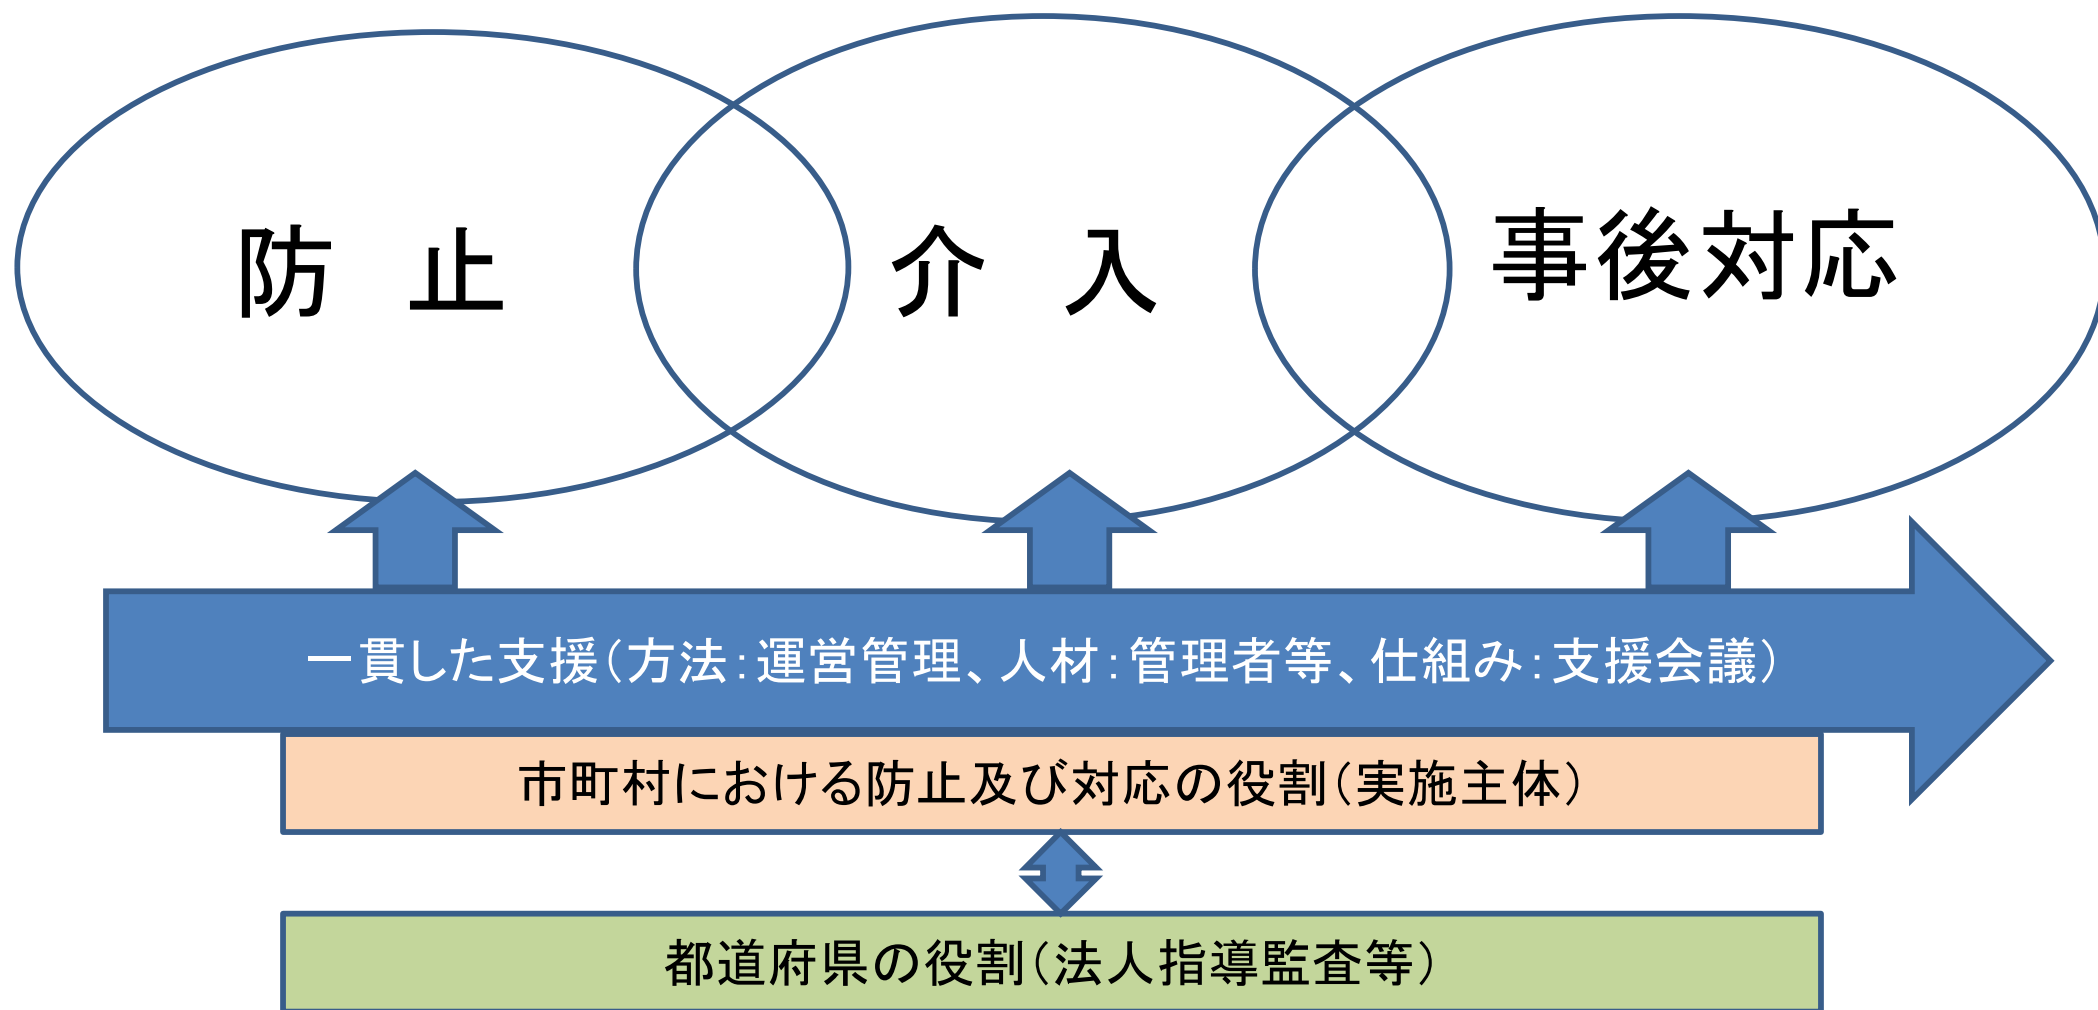 防　止
介　入
事後対応
一貫した支援（方法：運営管理、人材：管理者等、仕組み：支援会議）
市町村における防止及び対応の役割（実施主体）
都道府県の役割（法人指導監査等）